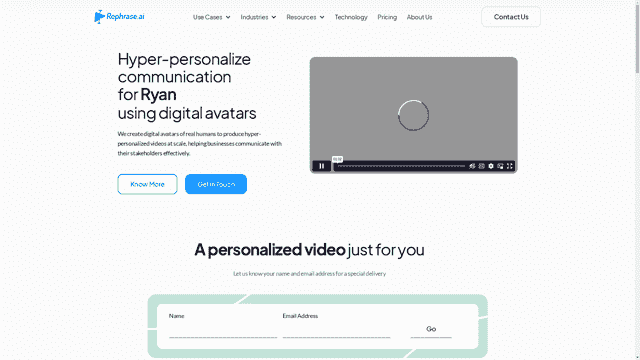 Rephrase.ai
Use Cases Industries Resources Technology Pricing About Us Contact Us
Hyper-personalize
communication
for Ryan
using digital avatars
We create digital avatars of real humans to produce hyper-
personalized videos at scale, helping businesses communicate with
their stakeholders effectively.
Know More Get in Touch
A personalized video just for you
Let us know your name and email address for a special delivery
Name Email Address
Go